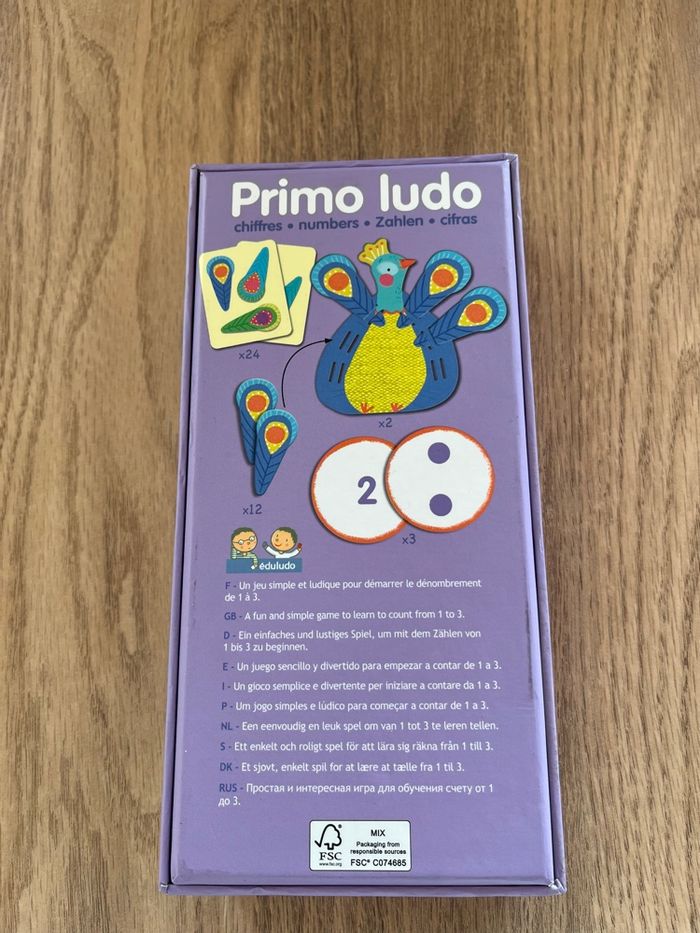 Primo ludo
chiffres • numbers • Zahlen • cifras
x24
x2
x12
2
x3
éduludo
F - Un jeu simple et ludique pour démarrer le dénombrement
de 1 à 3.
GB - A fun and simple game to learn to count from 1 to 3.
D - Ein einfaches und lustiges Spiel, um mit dem Zählen von
1 bis 3 zu beginnen.
E - Un juego sencillo y divertido para empezar a contar de 1 a 3.
I - Un gioco semplice e divertente per iniziare a contare da 1 a 3.
P - Um jogo simples e lúdico para começar a contar de 1 a 3.
NL - Een eenvoudig en leuk spel om van 1 tot 3 te leren tellen.
S - Ett enkelt och roligt spel för att lära sig räkna från 1 till 3.
DK - Et sjovt, enkelt spil for at lære at tælle fra 1 til 3.
RUS - Простая и интересная игра для обучения счету от 1
до 3.
FSC
www.fsc.org
MIX
Packaging from
responsible sources
FSC® C074685